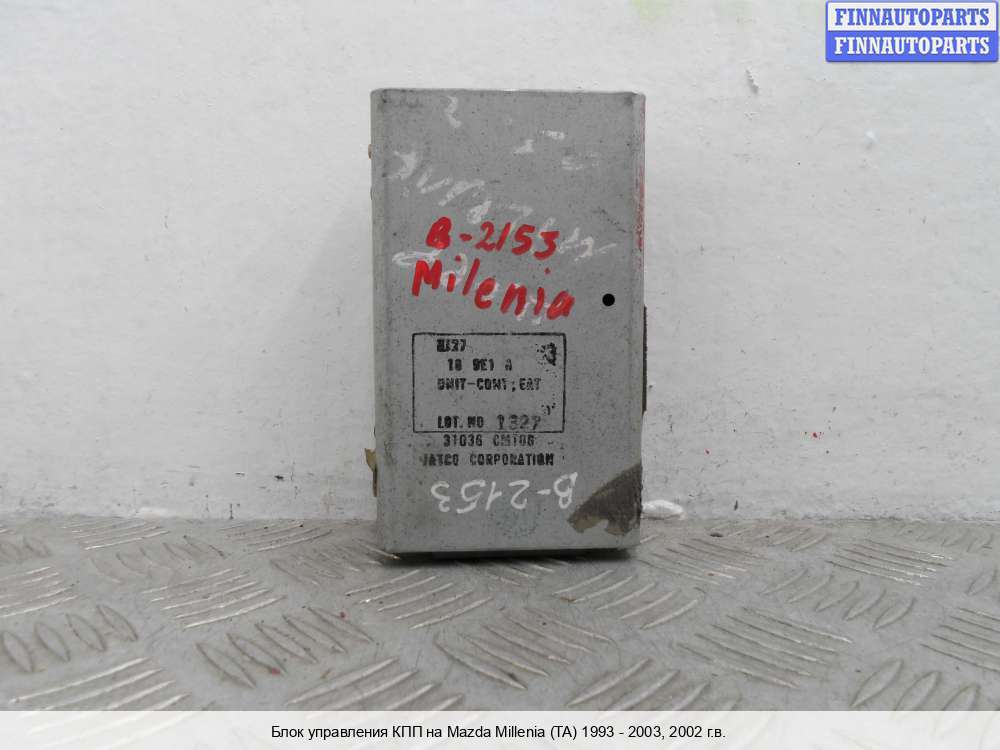 FINNAUTOPARTS
FINNAUTOPARTS
B-2153
Milenia
18 9E1 A
UNIT-CONT;EAT
LOT.NO 1327
31036
JATCO CORPORATION
B-2153
Блок управления КПП на Mazda Millenia (TA) 1993 - 2003, 2002 г.в.